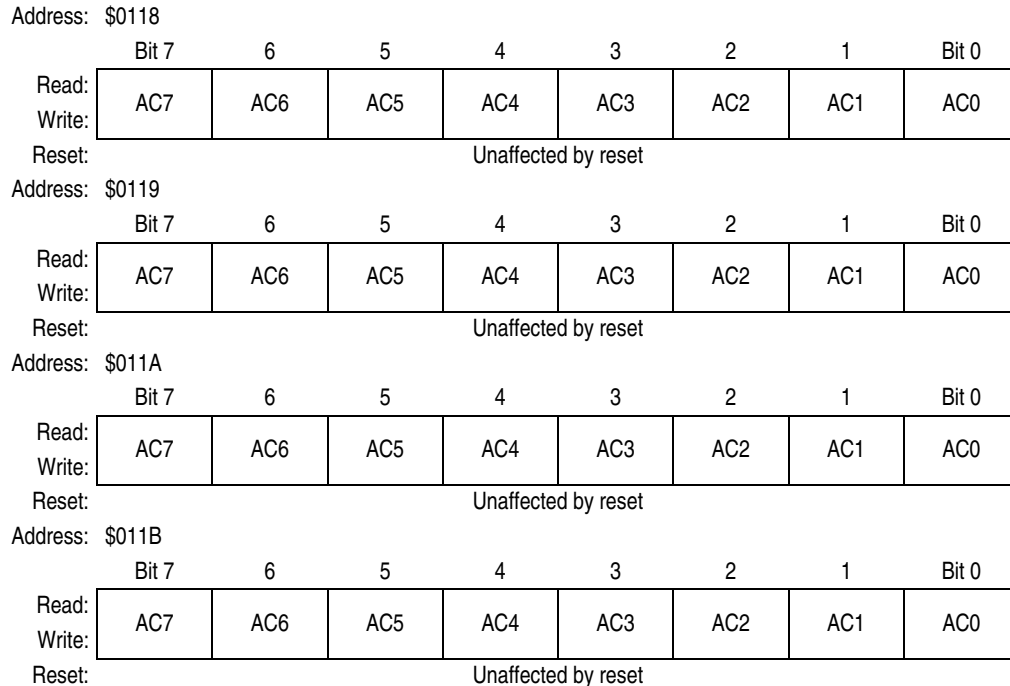 Address: $0118
Bit 7 6 5 4 3 2 1 Bit 0
Read:
AC7 AC6 AC5 AC4 AC3 AC2 AC1 AC0
Write:
Reset: Unaffected by reset
Address: $0119
Bit 7 6 5 4 3 2 1 Bit 0
Read:
AC7 AC6 AC5 AC4 AC3 AC2 AC1 AC0
Write:
Reset: Unaffected by reset
Address: $011A
Bit 7 6 5 4 3 2 1 Bit 0
Read:
AC7 AC6 AC5 AC4 AC3 AC2 AC1 AC0
Write:
Reset: Unaffected by reset
Address: $011B
Bit 7 6 5 4 3 2 1 Bit 0
Read:
AC7 AC6 AC5 AC4 AC3 AC2 AC1 AC0
Write:
Reset: Unaffected by reset